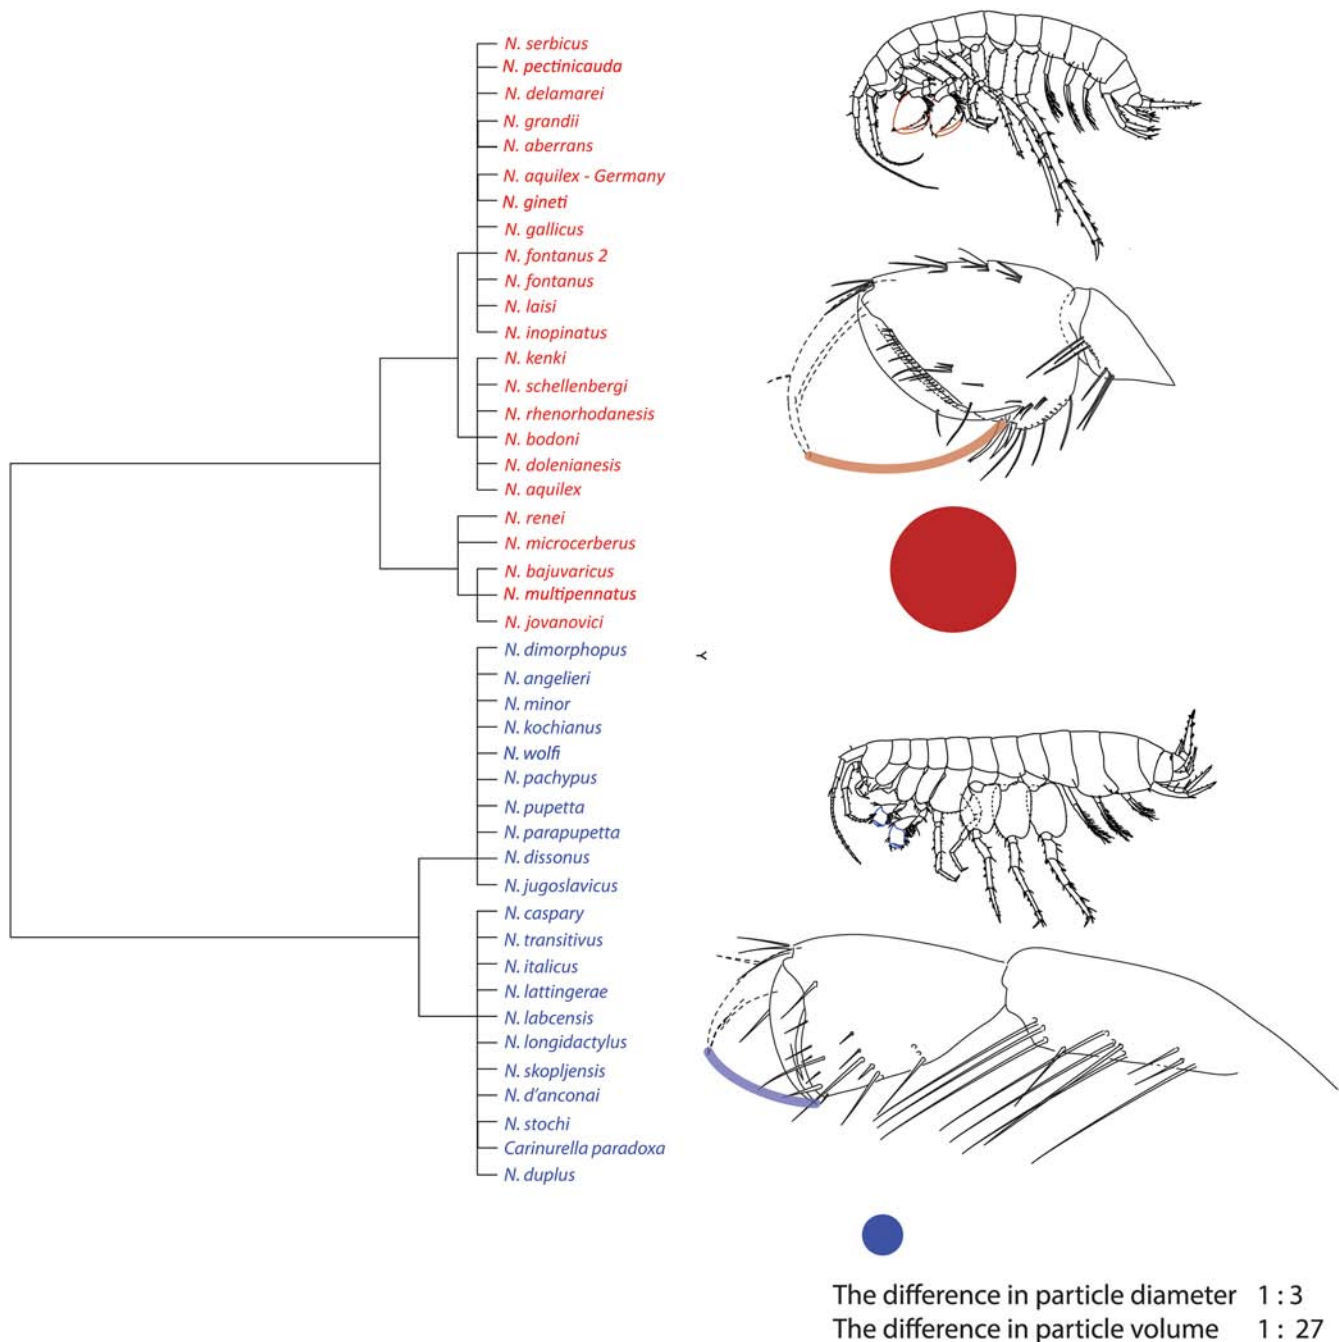 N. serbicus
N. pectinicauda
N. delamarei
N. grandii
N. aberrans
N. aquilex - Germany
N. gineti
N. gallicus
N. fontanus 2
N. fontanus
N. laisi
N. inopinatus
N. kenki
N. schellenbergi
N. rhenorhodanesis
N. bodoni
N. dolenianesis
N. aquilex
N. renei
N. microcerberus
N. bajuvaricus
N. multipennatus
N. jovanovici
N. dimorphopus
N. angelieri
N. minor
N. kochianus
N. wolfi
N. pachypus
N. pupetta
N. parapupetta
N. dissonus
N. jugoslavicus
N. caspary
N. transitivus
N. italicus
N. lattingerae
N. labcensis
N. longidactylus
N. skopljensis
N. d'anconai
N. stochi
Carinurella paradoxa
N. duplus
Y
The difference in particle diameter 1 : 3
The difference in particle volume 1 : 27